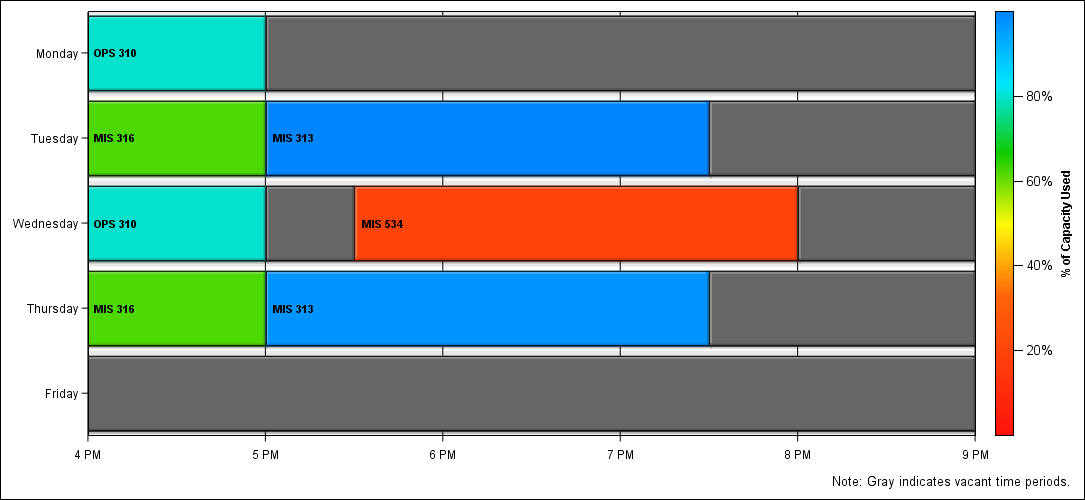 Monday
OPS 310
Tuesday
MIS 316
MIS 313
Wednesday
OPS 310
MIS 534
Thursday
MIS 316
MIS 313
Friday
4 PM
5 PM
6 PM
7 PM
8 PM
9 PM
80%
60%
40%
20%
% of Capacity Used
Note: Gray indicates vacant time periods.